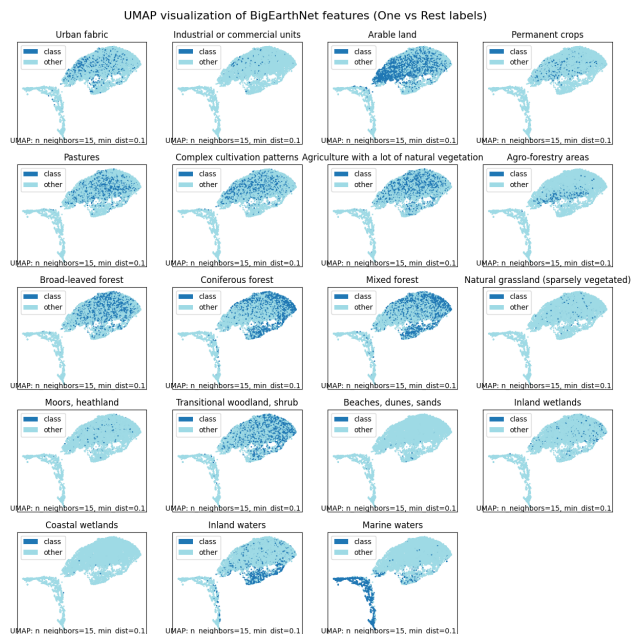 UMAP visualization of BigEarthNet features (One vs Rest labels)
Urban fabric
class
other
UMAP: n_neighbors=15, min_dist=0.1
Industrial or commercial units
class
other
UMAP: n_neighbors=15, min_dist=0.1
Arable land
class
other
UMAP: n_neighbors=15, min_dist=0.1
Permanent crops
class
other
UMAP: n_neighbors=15, min_dist=0.1
Pastures
class
other
UMAP: n_neighbors=15, min_dist=0.1
Complex cultivation patterns
class
other
UMAP: n_neighbors=15, min_dist=0.1
Agriculture with a lot of natural vegetation
class
other
UMAP: n_neighbors=15, min_dist=0.1
Agro-forestry areas
class
other
UMAP: n_neighbors=15, min_dist=0.1
Broad-leaved forest
class
other
UMAP: n_neighbors=15, min_dist=0.1
Coniferous forest
class
other
UMAP: n_neighbors=15, min_dist=0.1
Mixed forest
class
other
UMAP: n_neighbors=15, min_dist=0.1
Natural grassland (sparsely vegetated)
class
other
UMAP: n_neighbors=15, min_dist=0.1
Moors, heathland
class
other
UMAP: n_neighbors=15, min_dist=0.1
Transitional woodland, shrub
class
other
UMAP: n_neighbors=15, min_dist=0.1
Beaches, dunes, sands
class
other
UMAP: n_neighbors=15, min_dist=0.1
Inland wetlands
class
other
UMAP: n_neighbors=15, min_dist=0.1
Coastal wetlands
class
other
UMAP: n_neighbors=15, min_dist=0.1
Inland waters
class
other
UMAP: n_neighbors=15, min_dist=0.1
Marine waters
class
other
UMAP: n_neighbors=15, min_dist=0.1